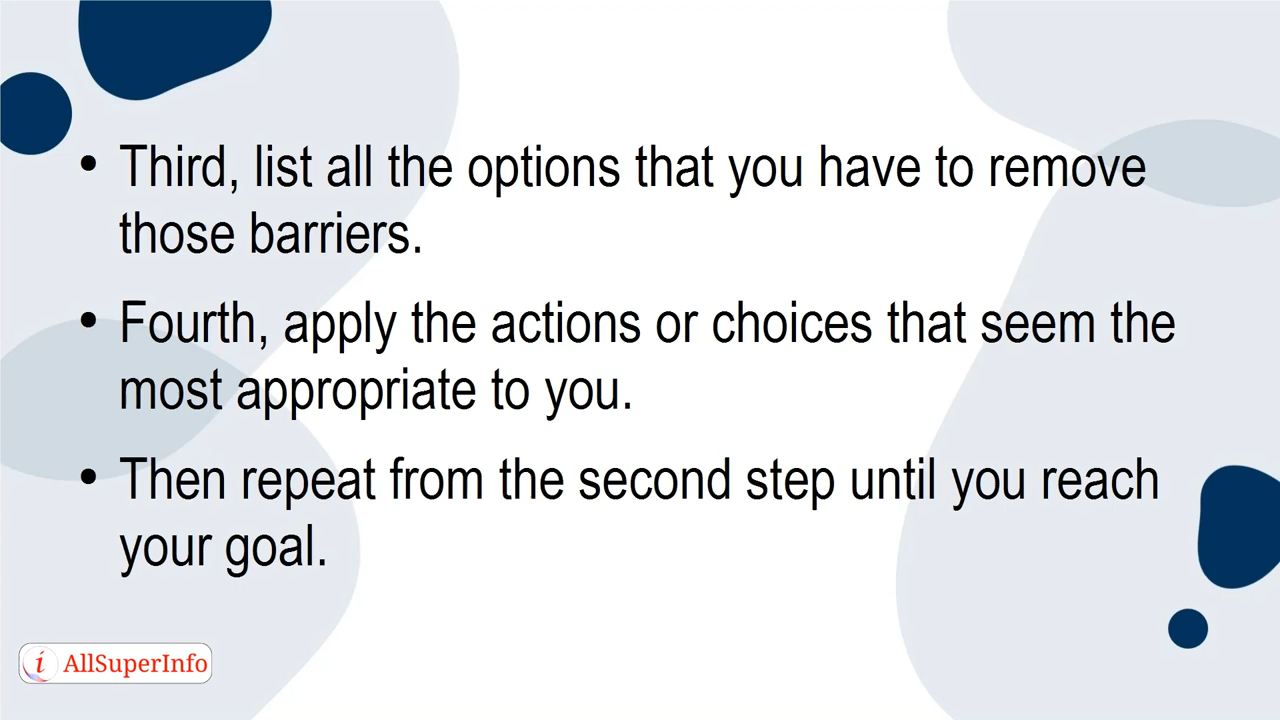 • Third, list all the options that you have to remove
those barriers.
• Fourth, apply the actions or choices that seem the
most appropriate to you.
• Then repeat from the second step until you reach
your goal.
i AllSuperInfo